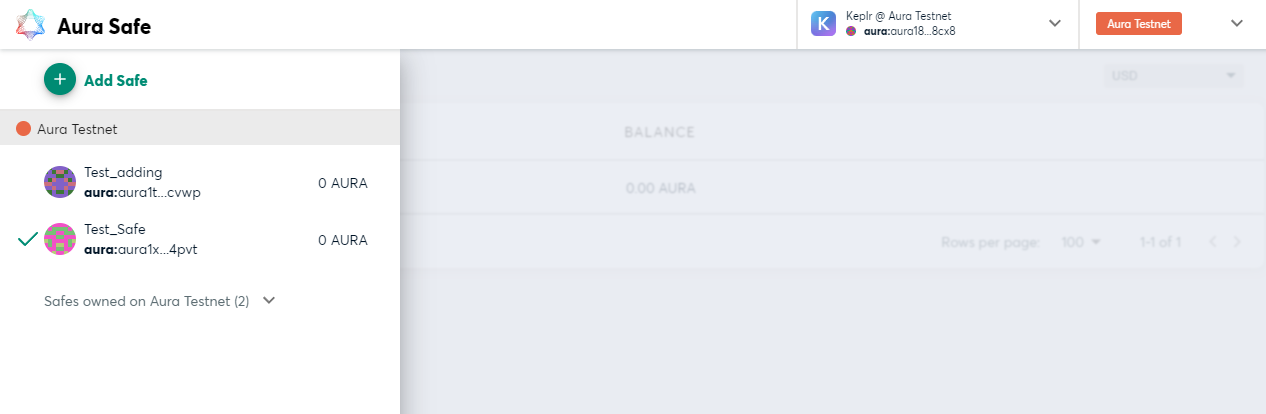 Aura Safe
Keplr @ Aura Testnet
aura:aura18...8cx8
Aura Testnet
Add Safe
USD
Aura Testnet
BALANCE
Test_adding
aura:aura1t...cvwp
0 AURA
0.00 AURA
Test_Safe
aura:aura1x...4pvt
0 AURA
Rows per page:
100
1-1 of 1
Safes owned on Aura Testnet (2)